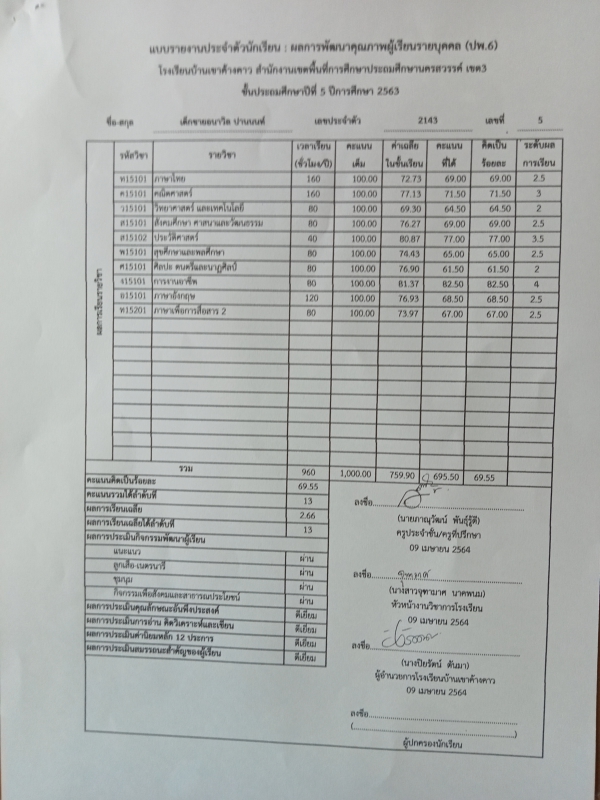 แบบรายงานประจำตัวนักเรียน : ผลการพัฒนาคุณภาพผู้เรียนรายบุคคล (ปพ.6)
โรงเรียนบ้านเขาค้างคาว สำนักงานเขตพื้นที่การศึกษาประถมศึกษานครสวรรค์ เขต3
ชั้นประถมศึกษาปีที่ 5 ปีการศึกษา 2563
ชื่อ-สกุล เด็กชายอนาวิล ปานนนท์ เลขประจำตัว 2143 เลขที่ 5
ผลการเรียนรายวิชา
รหัสวิชา รายวิชา เวลาเรียน (ชั่วโมง/ปี) คะแนนเต็ม ค่าเฉลี่ยในชั้นเรียน คะแนนที่ได้ คิดเป็นร้อยละ ระดับผลการเรียน
ท15101 ภาษาไทย 160 100.00 72.73 69.00 69.00 2.5
ค15101 คณิตศาสตร์ 160 100.00 77.13 71.50 71.50 3
ว15101 วิทยาศาสตร์ และเทคโนโลยี 80 100.00 69.30 64.50 64.50 2
ส15101 สังคมศึกษา ศาสนาและวัฒนธรรม 80 100.00 76.27 69.00 69.00 2.5
ส15102 ประวัติศาสตร์ 40 100.00 80.87 77.00 77.00 3.5
พ15101 สุขศึกษาและพลศึกษา 80 100.00 74.43 65.00 65.00 2.5
ศ15101 ศิลปะ ดนตรีและนาฏศิลป์ 80 100.00 76.90 61.50 61.50 2
ง15101 การงานอาชีพ 80 100.00 81.37 82.50 82.50 4
อ15101 ภาษาอังกฤษ 120 100.00 76.93 68.50 68.50 2.5
ท15201 ภาษาเพื่อการสื่อสาร 2 80 100.00 73.97 67.00 67.00 2.5
รวม 960 1,000.00 759.90 695.50 69.55
คะแนนคิดเป็นร้อยละ 69.55
คะแนนรวมได้ลำดับที่ 13
ผลการเรียนเฉลี่ย 2.66
ผลการเรียนเฉลี่ยได้ลำดับที่ 13
ผลการประเมินกิจกรรมพัฒนาผู้เรียน
แนะแนว ผ่าน
ลูกเสือ-เนตรนารี ผ่าน
ชุมนุม ผ่าน
กิจกรรมเพื่อสังคมและสาธารณประโยชน์ ผ่าน
ผลการประเมินคุณลักษณะอันพึงประสงค์ ดีเยี่ยม
ผลการประเมินการอ่าน คิดวิเคราะห์และเขียน ดีเยี่ยม
ผลการประเมินค่านิยมหลัก 12 ประการ ดีเยี่ยม
ผลการประเมินสมรรถนะสำคัญของผู้เรียน ดีเยี่ยม
ลงชื่อ
(นายภาณุวัฒน์ พันธุ์รู้ดี)
ครูประจำชั้น/ครูที่ปรึกษา
09 เมษายน 2564
ลงชื่อ
(นางสาวจุฑามาศ นาคพนม)
หัวหน้างานวิชาการโรงเรียน
09 เมษายน 2564
ลงชื่อ
(นางปิยรัตน์ ตันมา)
ผู้อำนวยการโรงเรียนบ้านเขาค้างคาว
09 เมษายน 2564
ลงชื่อ
(....................)
ผู้ปกครองนักเรียน